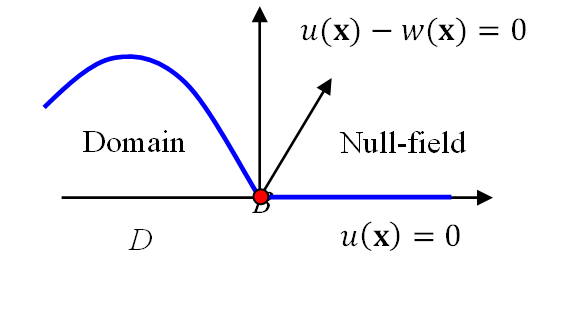 u(𝐱) − w(𝐱) = 0
Domain
Null-field
B
D
u(𝐱) = 0